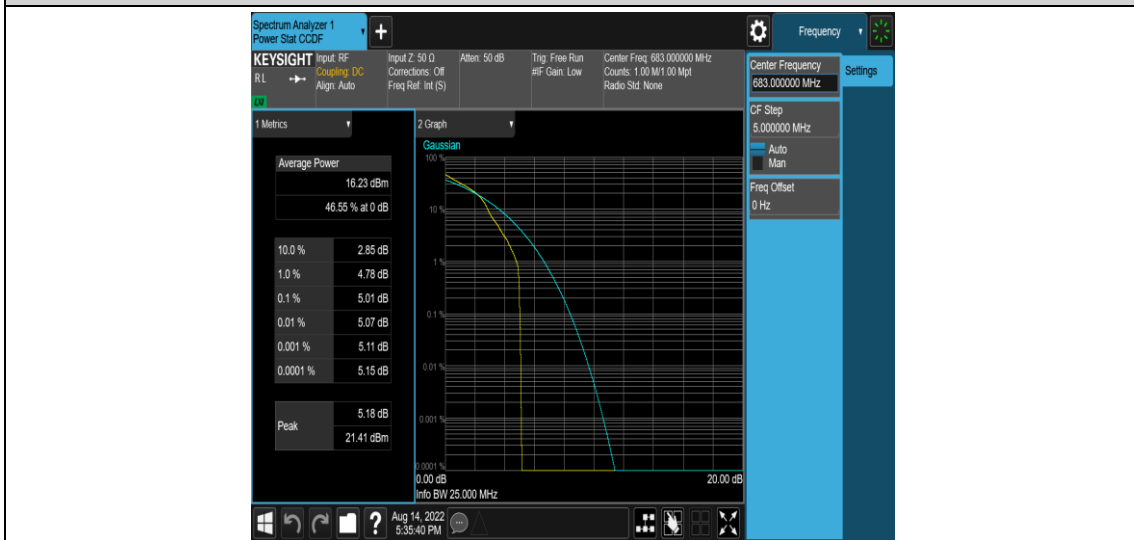 Spectrum Analyzer 1
Power Stat CCDF
+
Frequency
KEYSIGHT
RL
Input: RF
Coupling: DC
Align: Auto
Input Z: 50 Ω
Corrections: Off
Freq Ref: Int (S)
Atten: 50 dB
Trig: Free Run
#IF Gain: Low
Center Freq: 683.000000 MHz
Counts: 1.00 M/1.00 Mpt
Radio Std: None
Center Frequency
683.000000 MHz
Settings
CF Step
5.000000 MHz
Auto
Man
Freq Offset
0 Hz
1 Metrics
Average Power
16.23 dBm
46.55 % at 0 dB
10.0 % 2.85 dB
1.0 % 4.78 dB
0.1 % 5.01 dB
0.01 % 5.07 dB
0.001 % 5.11 dB
0.0001 % 5.15 dB
Peak
5.18 dB
21.41 dBm
2 Graph
Gaussian
100 %
10 %
1 %
0.1 %
0.01 %
0.001 %
0.0001 %
0.00 dB 20.00 dB
Info BW 25.000 MHz
?
Aug 14, 2022
5:35:40 PM